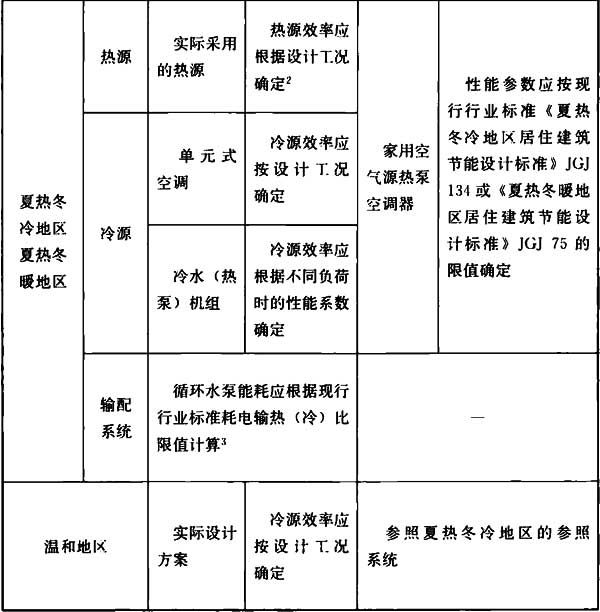 夏热冬
冷地区
夏热冬
暖地区
热源
实际采用
的热源
热源效率应
根据设计工况
确定²
冷源
单元式
空调
冷源效率应
按设计工况
确定
冷水（热
泵）机组
冷源效率应
根据不同负荷
时的性能系数
确定
家用空
气源热泵
空调器
性能参数应按现
行行业标准《夏热
冬冷地区居住建筑
节能设计标准》JGJ
134或《夏热冬暖地
区居住建筑节能设
计标准》JGJ 75的
限值确定
输配
系统
循环水泵能耗应根据现行
行业标准耗电输热（冷）比
限值计算³
—
温和地区
实际设计
方案
冷源效率应
按设计工况
确定
参照夏热冬冷地区的参照
系统